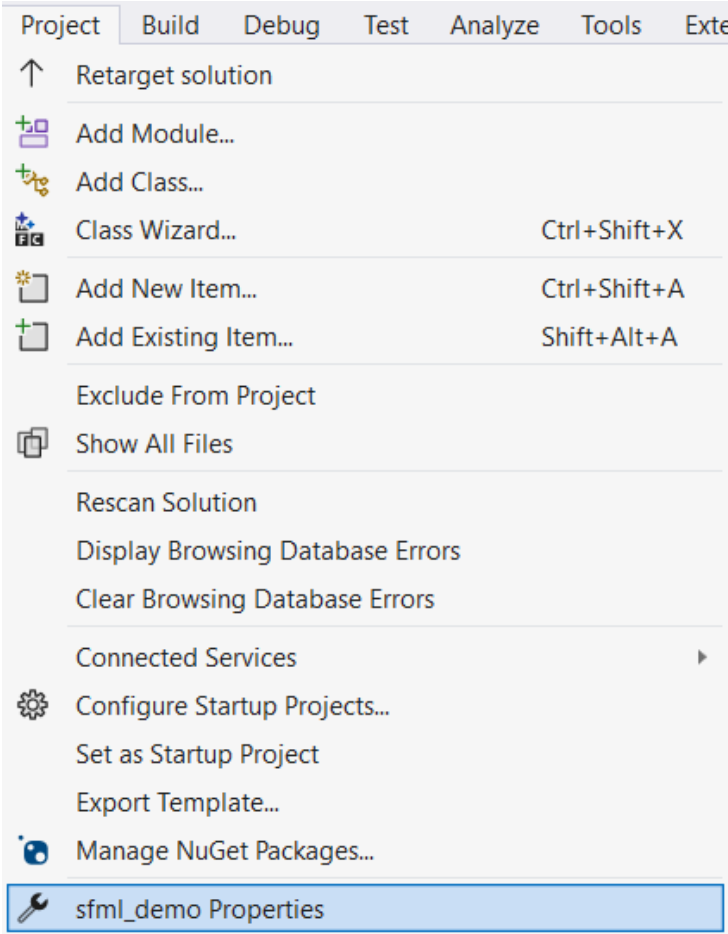 Project Build Debug Test Analyze Tools Exte
Retarget solution
Add Module...
Add Class...
Class Wizard... Ctrl+Shift+X
Add New Item... Ctrl+Shift+A
Add Existing Item... Shift+Alt+A
Exclude From Project
Show All Files
Rescan Solution
Display Browsing Database Errors
Clear Browsing Database Errors
Connected Services
Configure Startup Projects...
Set as Startup Project
Export Template...
Manage NuGet Packages...
sfml_demo Properties